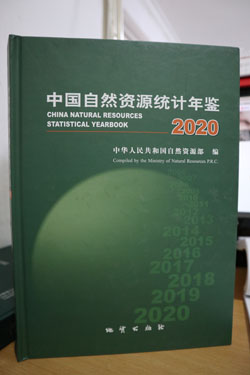 中国自然资源统计年鉴
CHINA NATURAL RESOURCES
STATISTICAL YEARBOOK
2020
中华人民共和国自然资源部 编
Compiled by the Ministry of Natural Resources P.R.C.
2013
2014
2015
2016
2017
2018
2019
2020
地质出版社